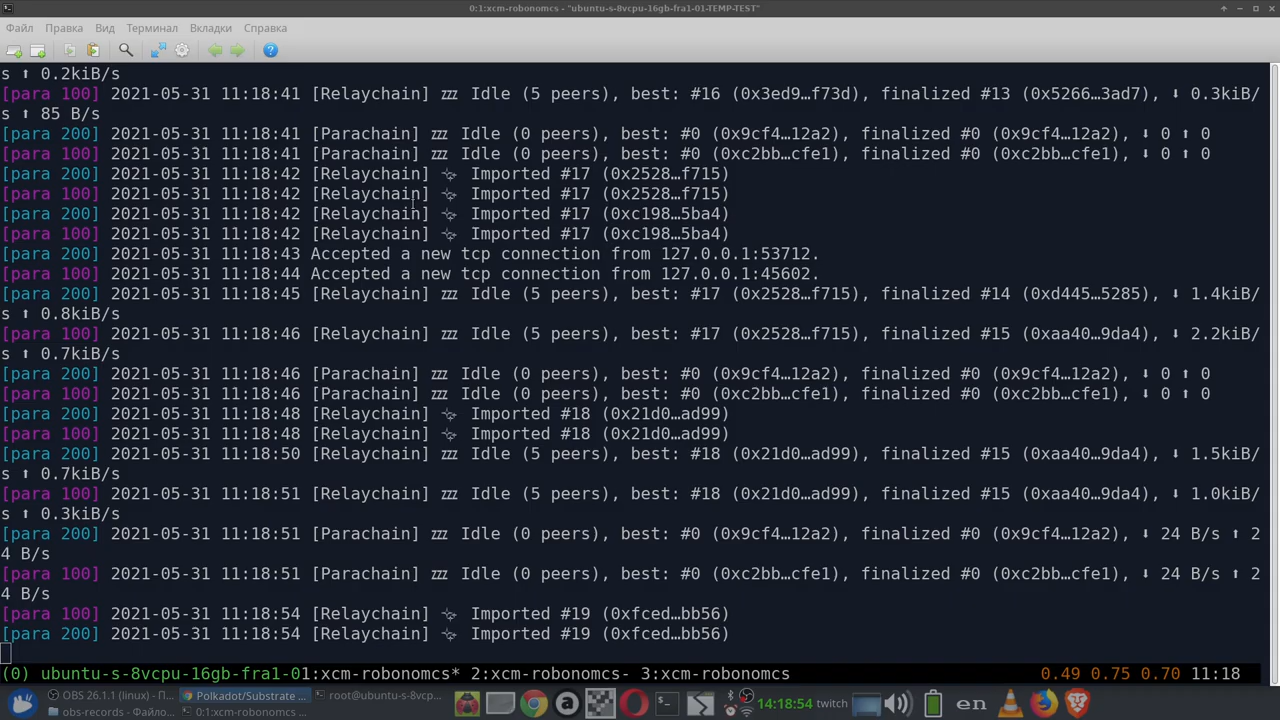 0:1:xcm-robonomcs - "ubuntu-s-8vcpu-16gb-fra1-01-TEMP-TEST"
Файл Правка Вид Терминал Вкладки Справка
s ⬆ 0.2kiB/s
[para 100] 2021-05-31 11:18:41 [Relaychain] 💤 Idle (5 peers), best: #16 (0x3ed9…f73d), finalized #13 (0x5266…3ad7), ⬇ 0.3kiB/
s ⬆ 85 B/s
[para 200] 2021-05-31 11:18:41 [Parachain] 💤 Idle (0 peers), best: #0 (0x9cf4…12a2), finalized #0 (0x9cf4…12a2), ⬇ 0 ⬆ 0
[para 100] 2021-05-31 11:18:41 [Parachain] 💤 Idle (0 peers), best: #0 (0xc2bb…cfe1), finalized #0 (0xc2bb…cfe1), ⬇ 0 ⬆ 0
[para 200] 2021-05-31 11:18:42 [Relaychain] ✨ Imported #17 (0x2528…f715)
[para 100] 2021-05-31 11:18:42 [Relaychain] ✨ Imported #17 (0x2528…f715)
[para 200] 2021-05-31 11:18:42 [Relaychain] ✨ Imported #17 (0xc198…5ba4)
[para 100] 2021-05-31 11:18:42 [Relaychain] ✨ Imported #17 (0xc198…5ba4)
[para 200] 2021-05-31 11:18:43 Accepted a new tcp connection from 127.0.0.1:53712.
[para 100] 2021-05-31 11:18:44 Accepted a new tcp connection from 127.0.0.1:45602.
[para 200] 2021-05-31 11:18:45 [Relaychain] 💤 Idle (5 peers), best: #17 (0x2528…f715), finalized #14 (0xd445…5285), ⬇ 1.4kiB/
s ⬆ 0.8kiB/s
[para 100] 2021-05-31 11:18:46 [Relaychain] 💤 Idle (5 peers), best: #17 (0x2528…f715), finalized #15 (0xaa40…9da4), ⬇ 2.2kiB/
s ⬆ 0.7kiB/s
[para 200] 2021-05-31 11:18:46 [Parachain] 💤 Idle (0 peers), best: #0 (0x9cf4…12a2), finalized #0 (0x9cf4…12a2), ⬇ 0 ⬆ 0
[para 100] 2021-05-31 11:18:46 [Parachain] 💤 Idle (0 peers), best: #0 (0xc2bb…cfe1), finalized #0 (0xc2bb…cfe1), ⬇ 0 ⬆ 0
[para 200] 2021-05-31 11:18:48 [Relaychain] ✨ Imported #18 (0x21d0…ad99)
[para 100] 2021-05-31 11:18:48 [Relaychain] ✨ Imported #18 (0x21d0…ad99)
[para 200] 2021-05-31 11:18:50 [Relaychain] 💤 Idle (5 peers), best: #18 (0x21d0…ad99), finalized #15 (0xaa40…9da4), ⬇ 1.5kiB/
s ⬆ 0.7kiB/s
[para 100] 2021-05-31 11:18:51 [Relaychain] 💤 Idle (5 peers), best: #18 (0x21d0…ad99), finalized #15 (0xaa40…9da4), ⬇ 1.0kiB/
s ⬆ 0.3kiB/s
[para 200] 2021-05-31 11:18:51 [Parachain] 💤 Idle (0 peers), best: #0 (0x9cf4…12a2), finalized #0 (0x9cf4…12a2), ⬇ 24 B/s ⬆ 2
4 B/s
[para 100] 2021-05-31 11:18:51 [Parachain] 💤 Idle (0 peers), best: #0 (0xc2bb…cfe1), finalized #0 (0xc2bb…cfe1), ⬇ 24 B/s ⬆ 2
4 B/s
[para 100] 2021-05-31 11:18:54 [Relaychain] ✨ Imported #19 (0xfced…bb56)
[para 200] 2021-05-31 11:18:54 [Relaychain] ✨ Imported #19 (0xfced…bb56)
(0) ubuntu-s-8vcpu-16gb-fra1-01:xcm-robonomcs* 2:xcm-robonomcs- 3:xcm-robonomcs 0.49 0.75 0.70 11:18
OBS 26.1.1 (linux) - П... Polkadot/Substrate ... root@ubuntu-s-8vcp... en 14:18:54 twitch
obs-records - Файло... 0:1:xcm-robonomcs - ...